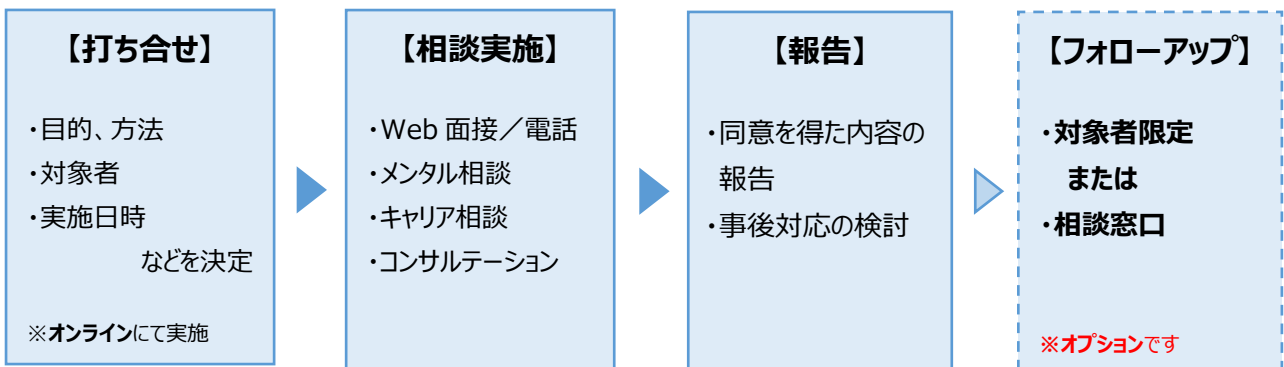 【打ち合せ】
・目的、方法
・対象者
・実施日時
などを決定
※オンラインにて実施
【相談実施】
・Web 面接／電話
・メンタル相談
・キャリア相談
・コンサルテーション
【報告】
・同意を得た内容の
報告
・事後対応の検討
【フォローアップ】
・対象者限定
または
・相談窓口
※オプションです